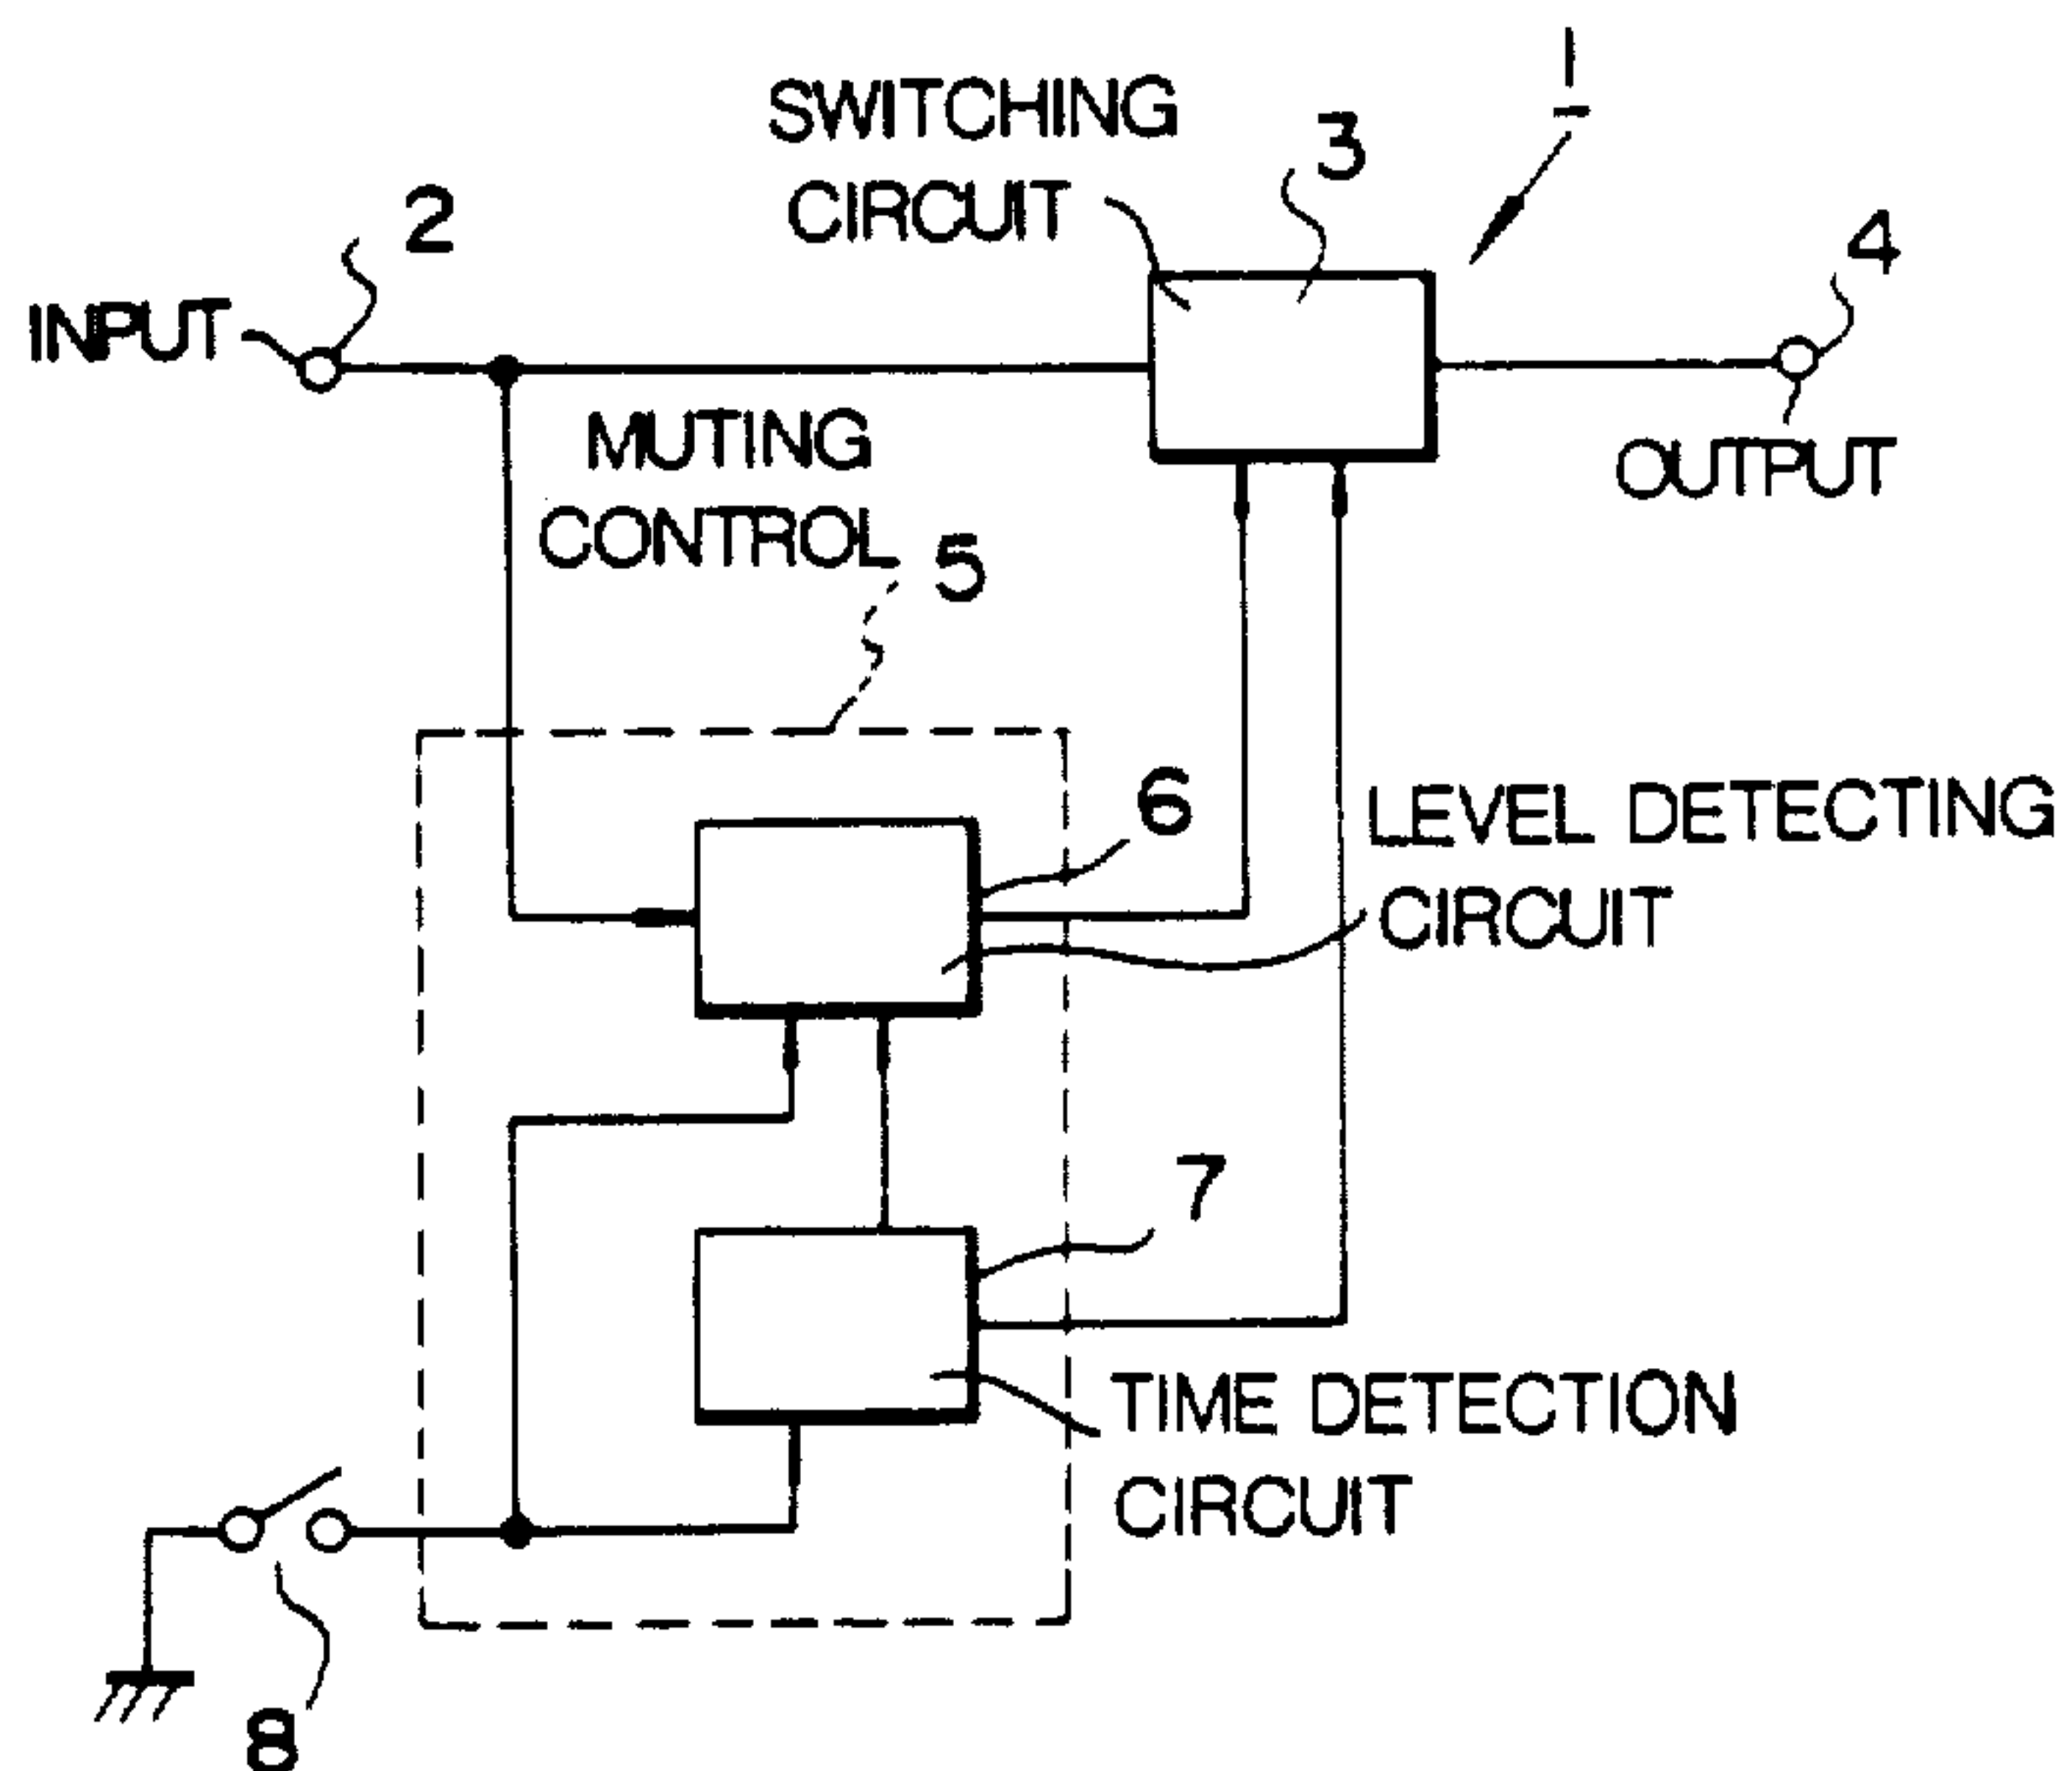 1
SWITCHING
CIRCUIT
3
2
4
INPUT
OUTPUT
MUTING
CONTROL
5
6
LEVEL DETECTING
CIRCUIT
7
TIME DETECTION
CIRCUIT
8